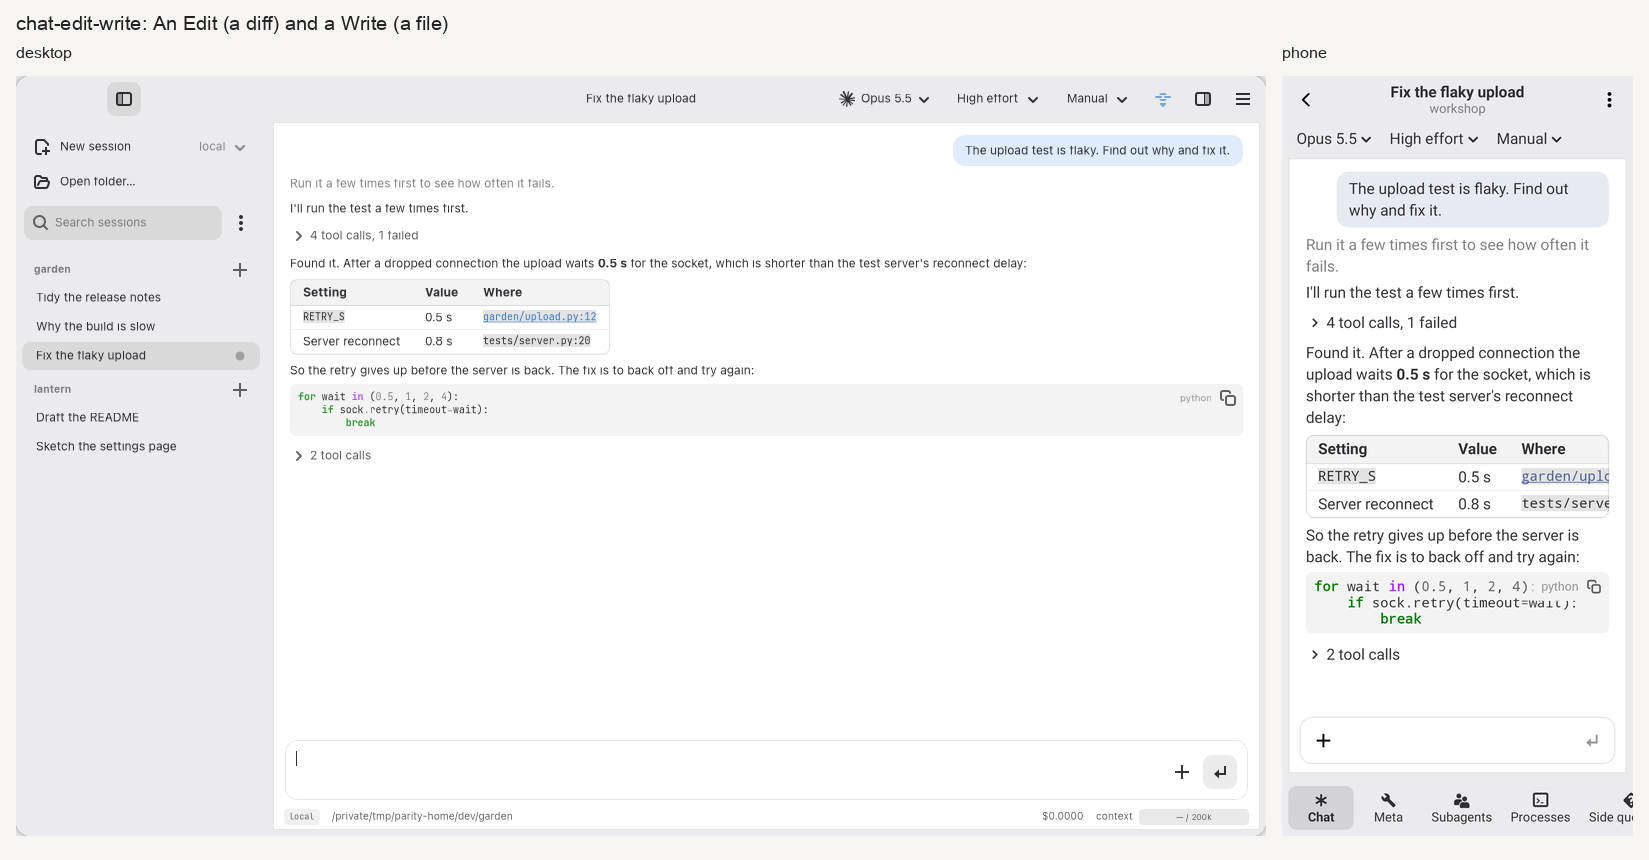 chat-edit-write: An Edit (a diff) and a Write (a file)
desktop
Fix the flaky upload
Opus 5.5
High effort
Manual
New session
local
Open folder...
Search sessions
garden
Tidy the release notes
Why the build is slow
Fix the flaky upload
lantern
Draft the README
Sketch the settings page
The upload test is flaky. Find out why and fix it.
Run it a few times first to see how often it fails.
I'll run the test a few times first.
4 tool calls, 1 failed
Found it. After a dropped connection the upload waits 0.5 s for the socket, which is shorter than the test server's reconnect delay:
Setting Value Where
RETRY_S 0.5 s garden/upload.py:12
Server reconnect 0.8 s tests/server.py:20
So the retry gives up before the server is back. The fix is to back off and try again:
for wait in (0.5, 1, 2, 4):
if sock.retry(timeout=wait):
break
python
2 tool calls
local
/private/tmp/parity-home/dev/garden
$0.0000
context
— / 200k
phone
Fix the flaky upload
workshop
Opus 5.5
High effort
Manual
The upload test is flaky. Find out
why and fix it.
Run it a few times first to see how often it
fails.
I'll run the test a few times first.
4 tool calls, 1 failed
Found it. After a dropped connection the
upload waits 0.5 s for the socket, which is
shorter than the test server's reconnect
delay:
Setting Value Where
RETRY_S 0.5 s garden/uplo
Server reconnect 0.8 s tests/serve
So the retry gives up before the server is
back. The fix is to back off and try again:
for wait in (0.5, 1, 2, 4):
python
if sock.retry(timeout=wait):
break
2 tool calls
Chat
Meta
Subagents
Processes
Side qu